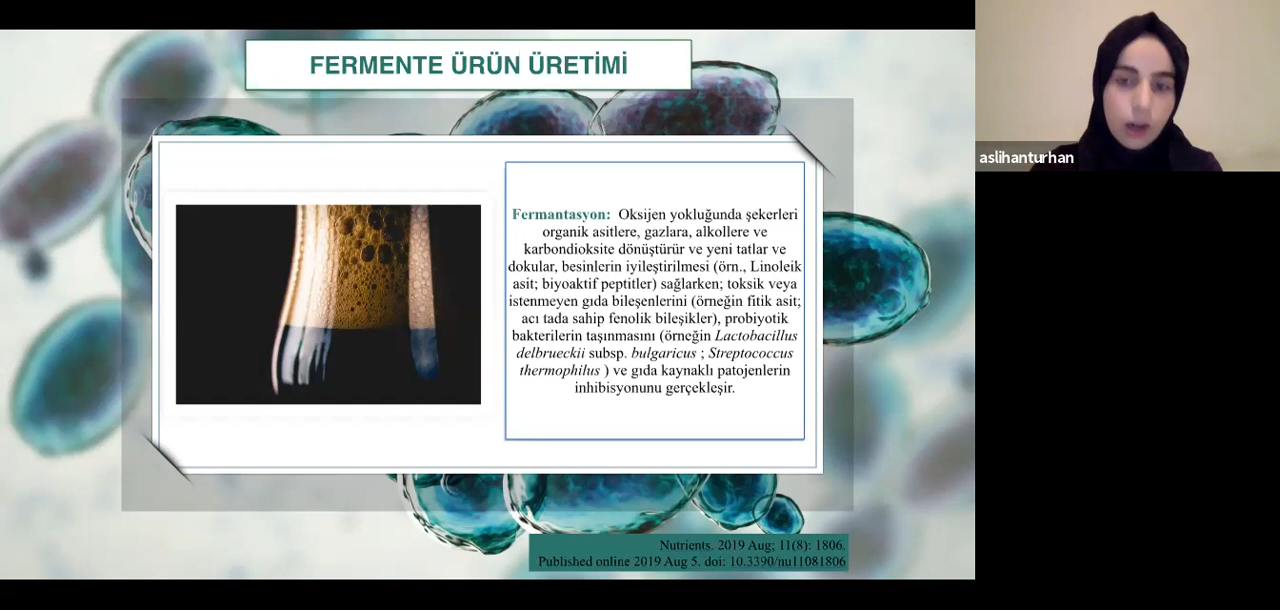 FERMENTE ÜRÜN ÜRETİMİ
aslihanturhan
Fermantasyon: Oksijen yokluğunda şekerleri
organik asitlere, gazlara, alkollere ve
karbondioksite dönüştürür ve yeni tatlar ve
dokular, besinlerin iyileştirilmesi (örn., Linoleik
asit; biyoaktif peptitler) sağlarken; toksik veya
istenmeyen gıda bileşenlerini (örneğin fitik asit;
acı tada sahip fenolik bileşikler), probiyotik
bakterilerin taşınmasını (örneğin Lactobacillus
delbrueckii subsp. bulgaricus ; Streptococcus
thermophilus ) ve gıda kaynaklı patojenlerin
inhibisyonunu gerçekleşir.
Nutrients. 2019 Aug; 11(8): 1806.
Published online 2019 Aug 5. doi: 10.3390/nu11081806